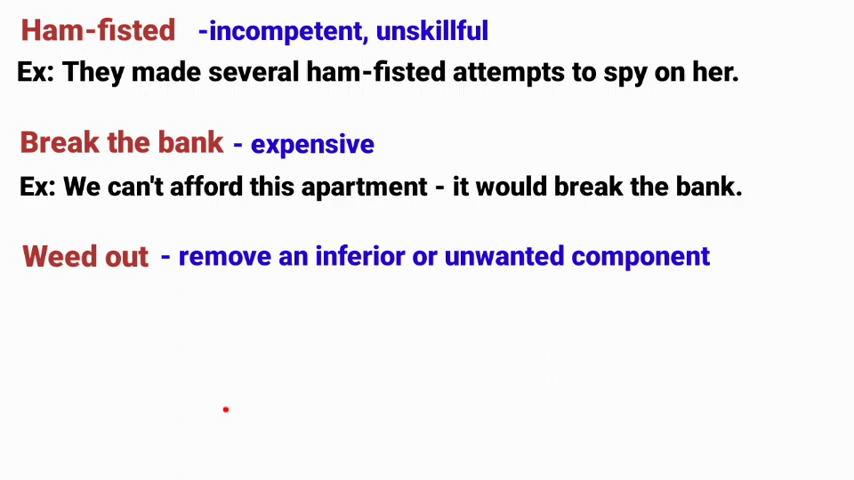 Ham-fisted -incompetent, unskillful
Ex: They made several ham-fisted attempts to spy on her.
Break the bank - expensive
Ex: We can't afford this apartment - it would break the bank.
Weed out - remove an inferior or unwanted component